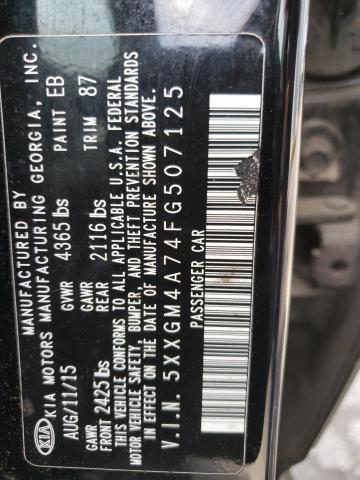 MANUFACTURED BY
KIA MOTORS MANUFACTURING GEORGIA, INC.
KIA
AUG/11/15 GVWR 4365 lbs PAINT EB
GAWR FRONT 2425 lbs GAWR REAR 2116 lbs TRIM 87
THIS VEHICLE CONFORMS TO ALL APPLICABLE U.S.A. FEDERAL
MOTOR VEHICLE SAFETY, BUMPER, AND THEFT PREVENTION STANDARDS
IN EFFECT ON THE DATE OF MANUFACTURE SHOWN ABOVE.
V.I.N. 5XXGM4A74FG507125
PASSENGER CAR